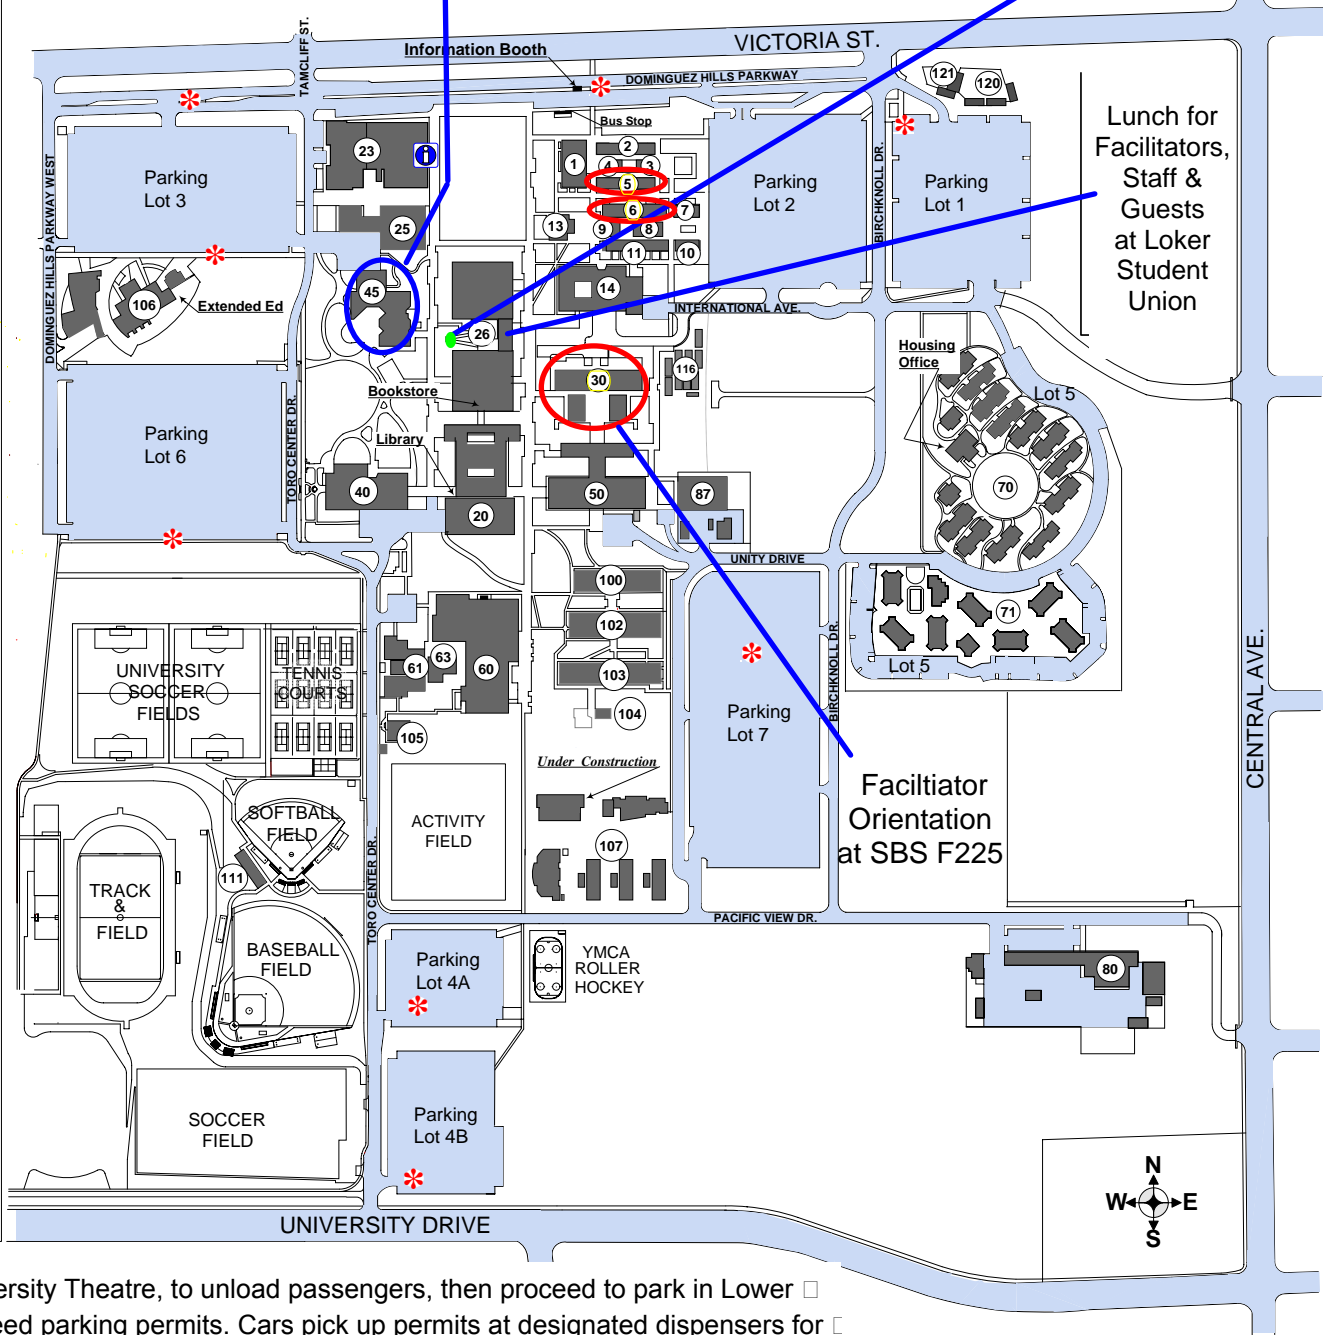 VICTORIA ST.
TAMCLIFF ST.
Information Booth
DOMINGUEZ HILLS PARKWAY
Bus Stop
121
120
Lunch for
Facilitators,
Staff &
Guests
at Loker
Student
Union
DOMINGUEZ HILLS PARKWAY WEST
Parking
Lot 3
23
i
25
1
2
4
3
5
6
7
13
9
8
11
10
14
Parking
Lot 2
BIRCHKNOLL DR.
Parking
Lot 1
106
Extended Ed
45
26
INTERNATIONAL AVE.
Housing
Office
Lot 5
30
116
Bookstore
Library
Parking
Lot 6
TORO CENTER DR.
40
20
50
87
70
UNITY DRIVE
100
102
103
104
71
Lot 5
BIRCHKNOLL DR.
CENTRAL AVE.
UNIVERSITY
SOCCER
FIELDS
TENNIS
COURTS
61
63
60
105
Parking
Lot 7
Under Construction
Faciltiator
Orientation
at SBS F225
SOFTBALL
FIELD
ACTIVITY
FIELD
107
111
TORO CENTER DR.
TRACK
&
FIELD
BASEBALL
FIELD
PACIFIC VIEW DR.
Parking
Lot 4A
YMCA
ROLLER
HOCKEY
80
SOCCER
FIELD
Parking
Lot 4B
N
W
E
S
UNIVERSITY DRIVE
ersity Theatre, to unload passengers, then proceed to park in Lower □
eed parking permits. Cars pick up permits at designated dispensers for □